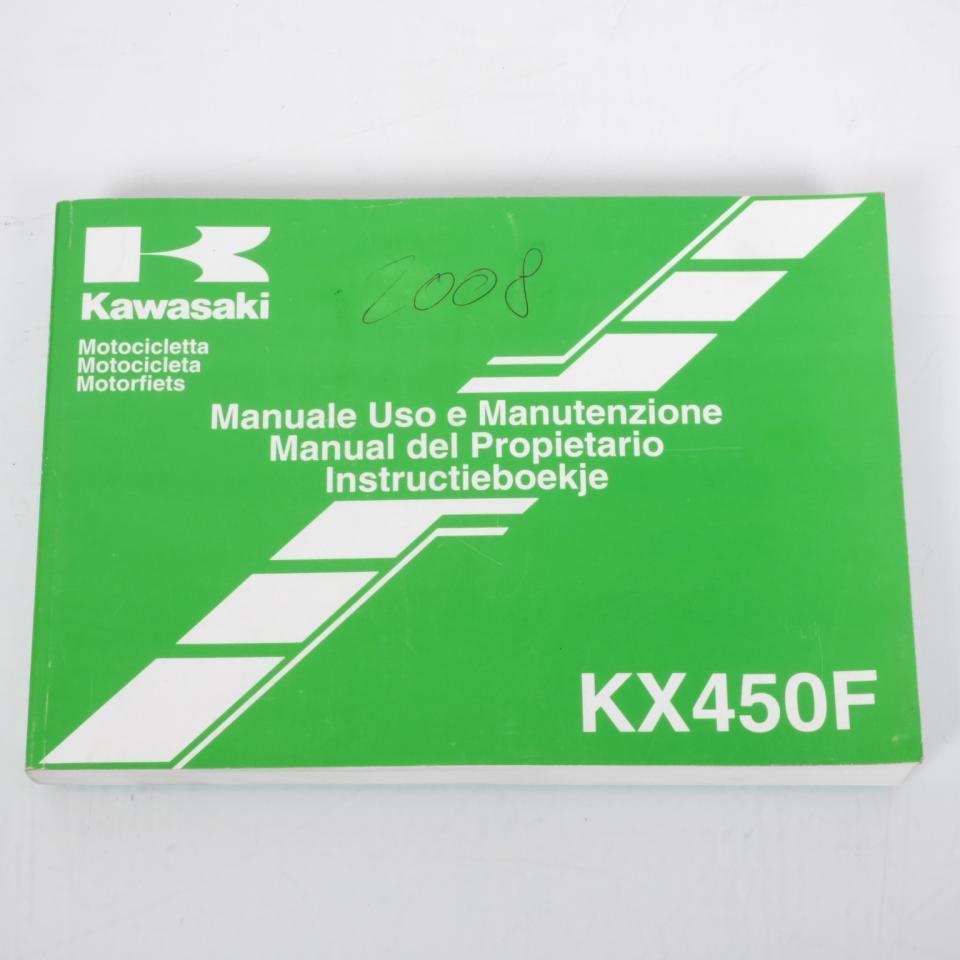 Kawasaki
2008
Motocicletta
Motocicleta
Motorfiets
Manuale Uso e Manutenzione
Manual del Propietario
Instructieboekje
KX450F